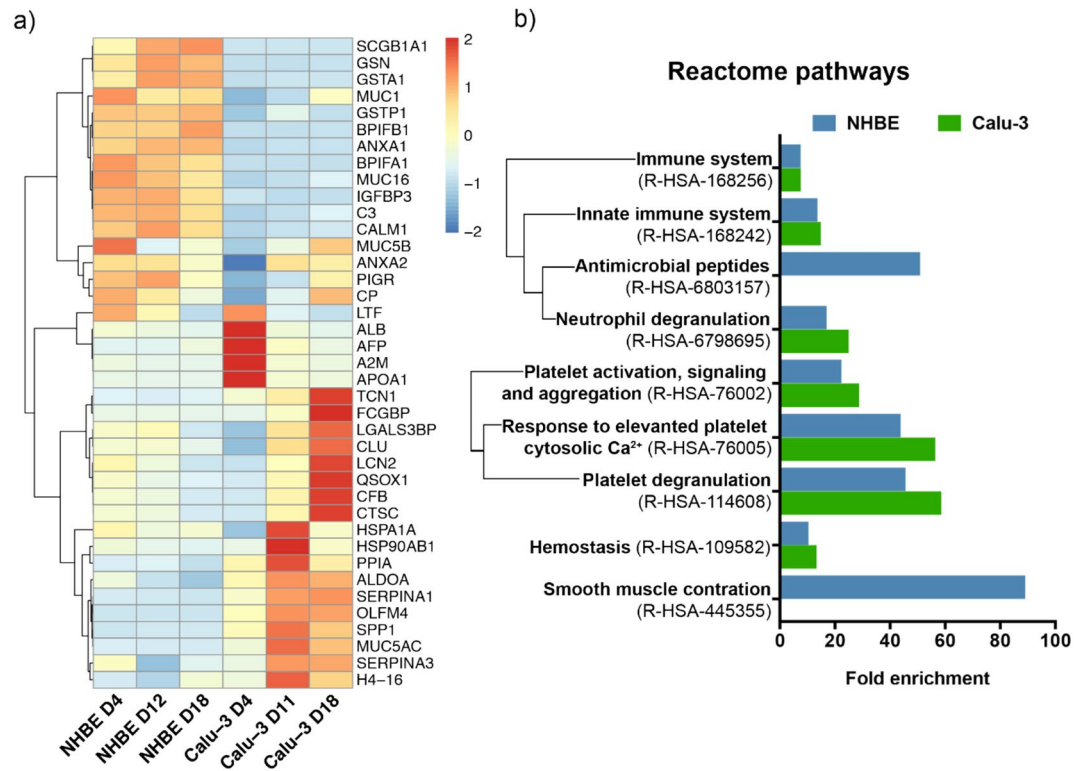 a)
SCGB1A1
GSN
GSTA1
MUC1
GSTP1
BPIFB1
ANXA1
BPIFA1
MUC16
IGFBP3
C3
CALM1
MUC5B
ANXA2
PIGR
CP
LTF
ALB
AFP
A2M
APOA1
TCN1
FCGBP
LGALS3BP
CLU
LCN2
QSOX1
CFB
CTSC
HSPA1A
HSP90AB1
PPIA
ALDOA
SERPINA1
OLFM4
SPP1
MUC5AC
SERPINA3
H4−16
2
1
0
−1
−2
NHBE D4
NHBE D12
NHBE D18
Calu−3 D4
Calu−3 D11
Calu−3 D18
b)
Reactome pathways
NHBE
Calu-3
Immune system
(R-HSA-168256)
Innate immune system
(R-HSA-168242)
Antimicrobial peptides
(R-HSA-6803157)
Neutrophil degranulation
(R-HSA-6798695)
Platelet activation, signaling
and aggregation (R-HSA-76002)
Response to elevanted platelet
cytosolic Ca²⁺ (R-HSA-76005)
Platelet degranulation
(R-HSA-114608)
Hemostasis (R-HSA-109582)
Smooth muscle contration
(R-HSA-445355)
0 20 40 60 80 100
Fold enrichment